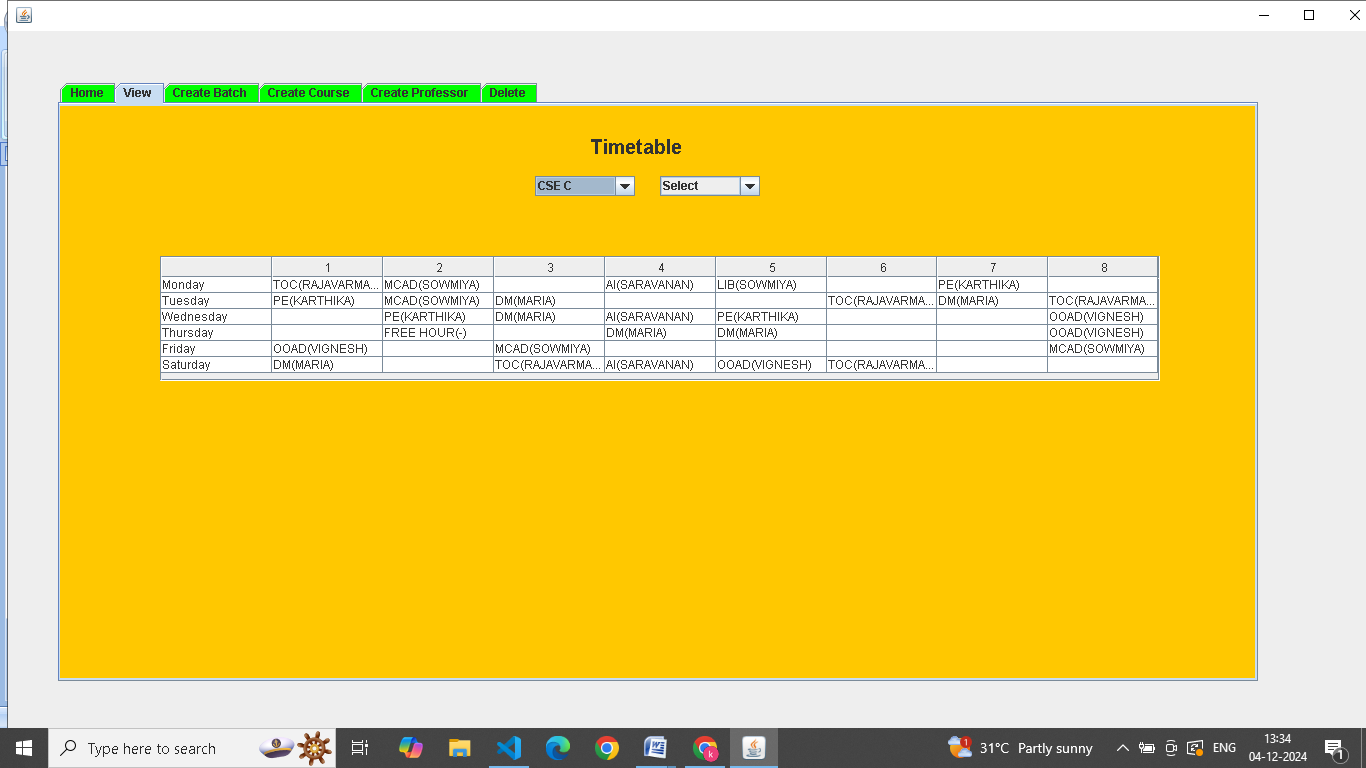 Home View Create Batch Create Course Create Professor Delete
Timetable
CSE C Select
1 2 3 4 5 6 7 8
Monday TOC(RAJAVARMA... MCAD(SOWMIYA) AI(SARAVANAN) LIB(SOWMIYA) PE(KARTHIKA)
Tuesday PE(KARTHIKA) MCAD(SOWMIYA) DM(MARIA) TOC(RAJAVARMA... DM(MARIA) TOC(RAJAVARMA...
Wednesday PE(KARTHIKA) DM(MARIA) AI(SARAVANAN) PE(KARTHIKA) OOAD(VIGNESH)
Thursday FREE HOUR(-) DM(MARIA) DM(MARIA) OOAD(VIGNESH)
Friday OOAD(VIGNESH) MCAD(SOWMIYA) MCAD(SOWMIYA)
Saturday DM(MARIA) TOC(RAJAVARMA... AI(SARAVANAN) OOAD(VIGNESH) TOC(RAJAVARMA...
Type here to search k 1 31°C Partly sunny ENG 13:34 1
04-12-2024